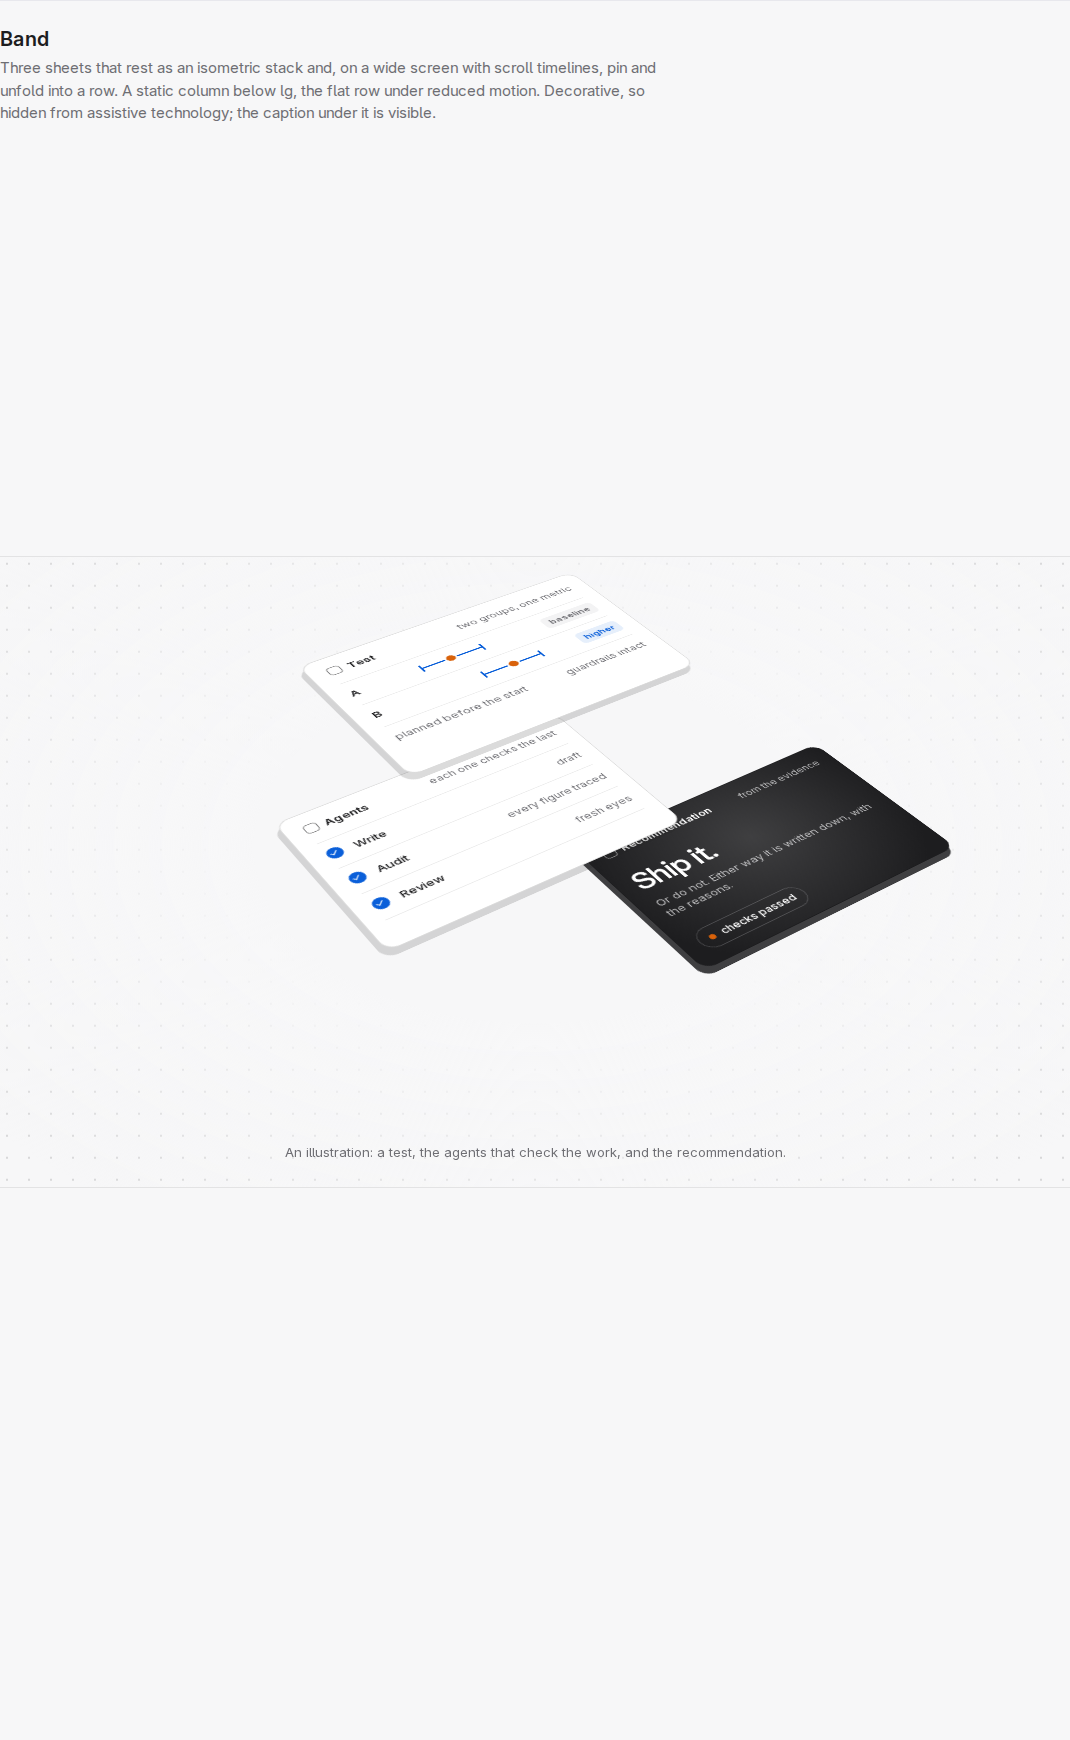 Band
Three sheets that rest as an isometric stack and, on a wide screen with scroll timelines, pin and
unfold into a row. A static column below lg, the flat row under reduced motion. Decorative, so
hidden from assistive technology; the caption under it is visible.
Test
two groups, one metric
A
baseline
B
higher
planned before the start
guardrails intact
Agents
each one checks the last
Write
draft
Audit
every figure traced
Review
fresh eyes
Recommendation
from the evidence
Ship it.
Or do not. Either way it is written down, with
the reasons.
checks passed
An illustration: a test, the agents that check the work, and the recommendation.